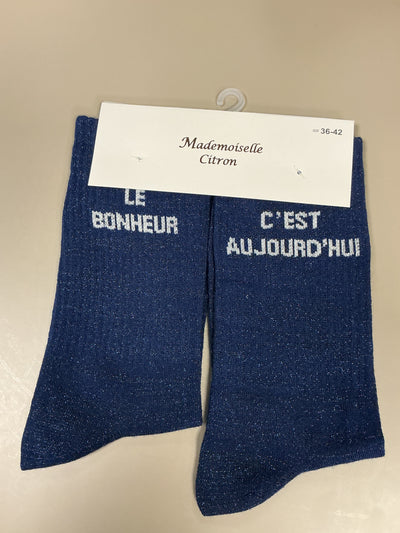 Mademoiselle
Citron
36-42
LE
BONHEUR
C'EST
AUJOURD'HUI